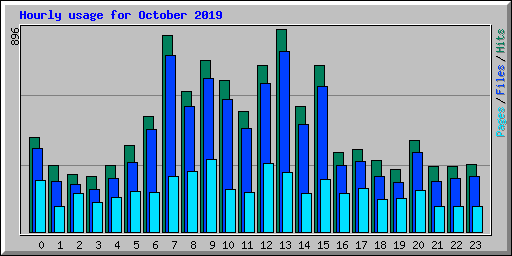 Hourly usage for October 2019
896
Pages / Files / Hits
0 1 2 3 4 5 6 7 8 9 10 11 12 13 14 15 16 17 18 19 20 21 22 23